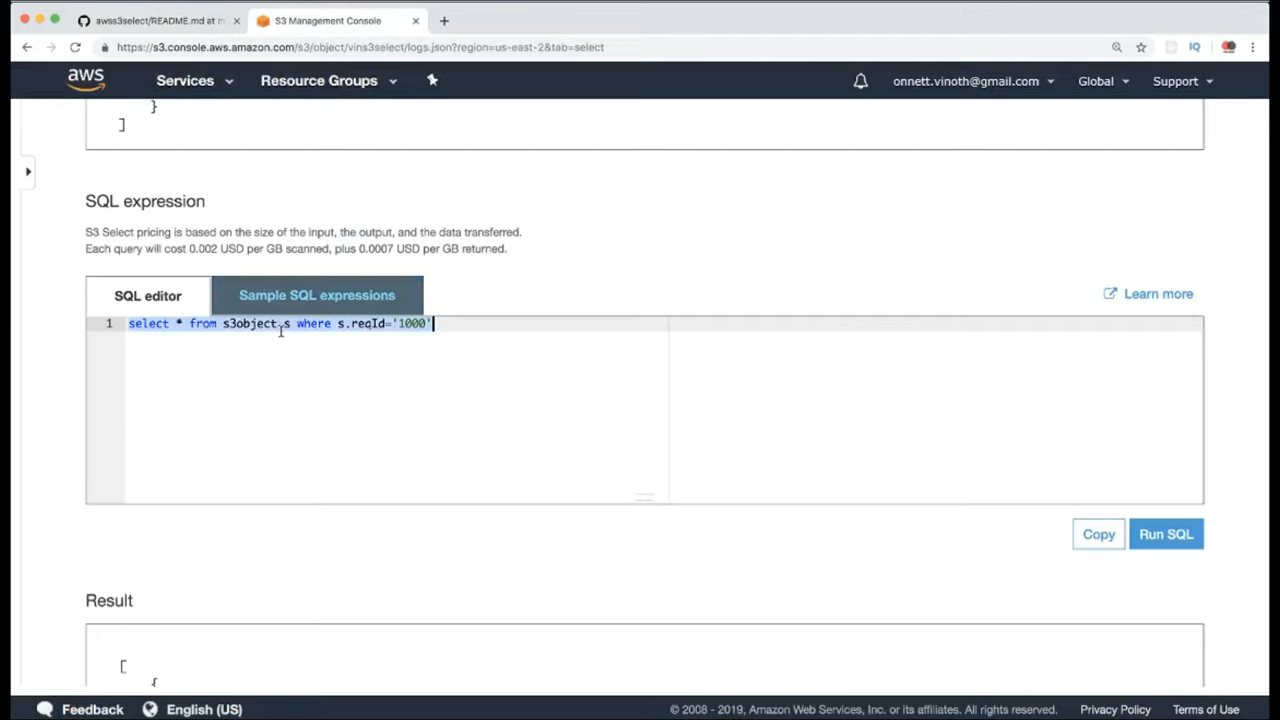 awss3select/README.md at m
S3 Management Console
https://s3.console.aws.amazon.com/s3/object/vins3select/logs.json?region=us-east-2&tab=select
IQ
aws
Services
Resource Groups
onnett.vinoth@gmail.com
Global
Support
}
]
SQL expression
S3 Select pricing is based on the size of the input, the output, and the data transferred.
Each query will cost 0.002 USD per GB scanned, plus 0.0007 USD per GB returned.
SQL editor
Sample SQL expressions
Learn more
1 select * from s3object s where s.reqId='1000'
Copy
Run SQL
Result
[
{
Feedback
English (US)
© 2008 - 2019, Amazon Web Services, Inc. or its affiliates. All rights reserved.
Privacy Policy
Terms of Use